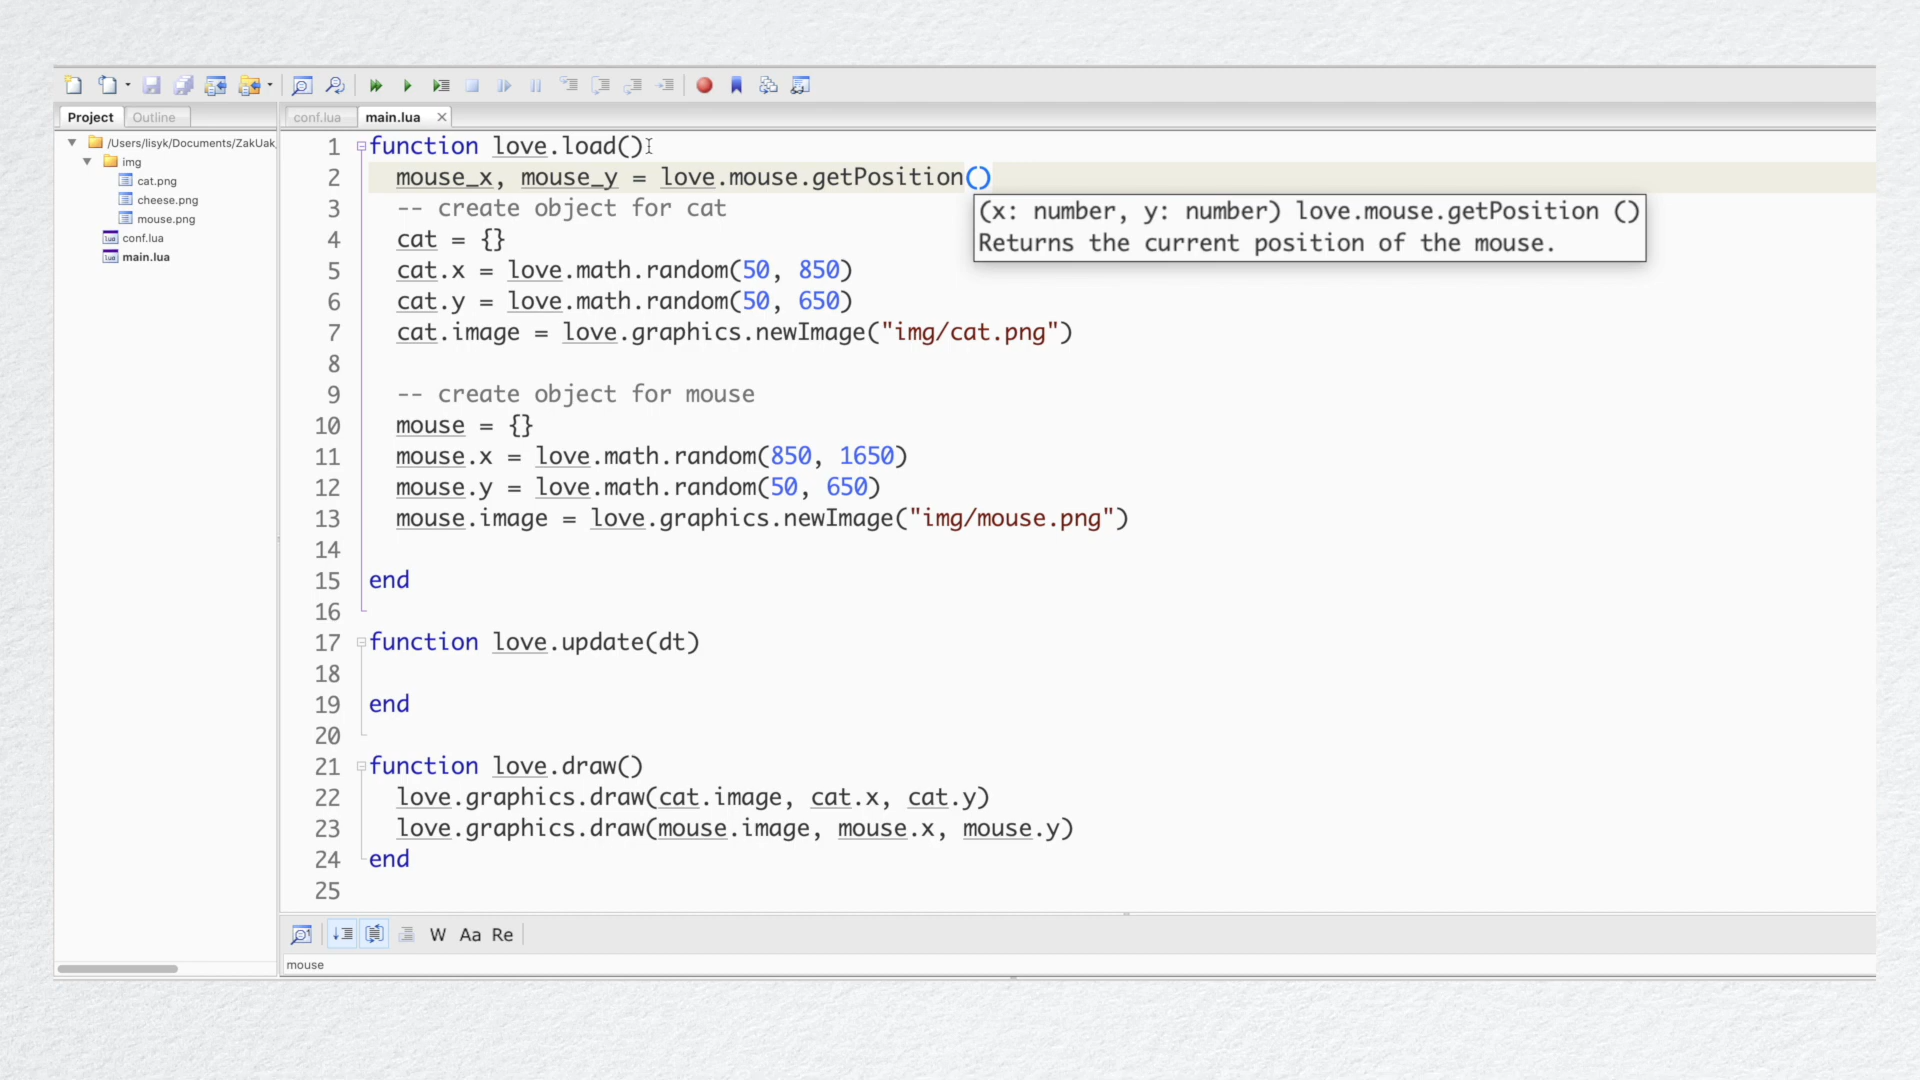 Project
Outline
/Users/lisyk/Documents/ZakUak
img
cat.png
cheese.png
mouse.png
conf.lua
main.lua
conf.lua
main.lua
1 function love.load()
2 mouse_x, mouse_y = love.mouse.getPosition()
(x: number, y: number) love.mouse.getPosition ()
Returns the current position of the mouse.
3 -- create object for cat
4 cat = {}
5 cat.x = love.math.random(50, 850)
6 cat.y = love.math.random(50, 650)
7 cat.image = love.graphics.newImage("img/cat.png")
8
9 -- create object for mouse
10 mouse = {}
11 mouse.x = love.math.random(850, 1650)
12 mouse.y = love.math.random(50, 650)
13 mouse.image = love.graphics.newImage("img/mouse.png")
14
15 end
16
17 function love.update(dt)
18
19 end
20
21 function love.draw()
22 love.graphics.draw(cat.image, cat.x, cat.y)
23 love.graphics.draw(mouse.image, mouse.x, mouse.y)
24 end
25
W Aa Re
mouse